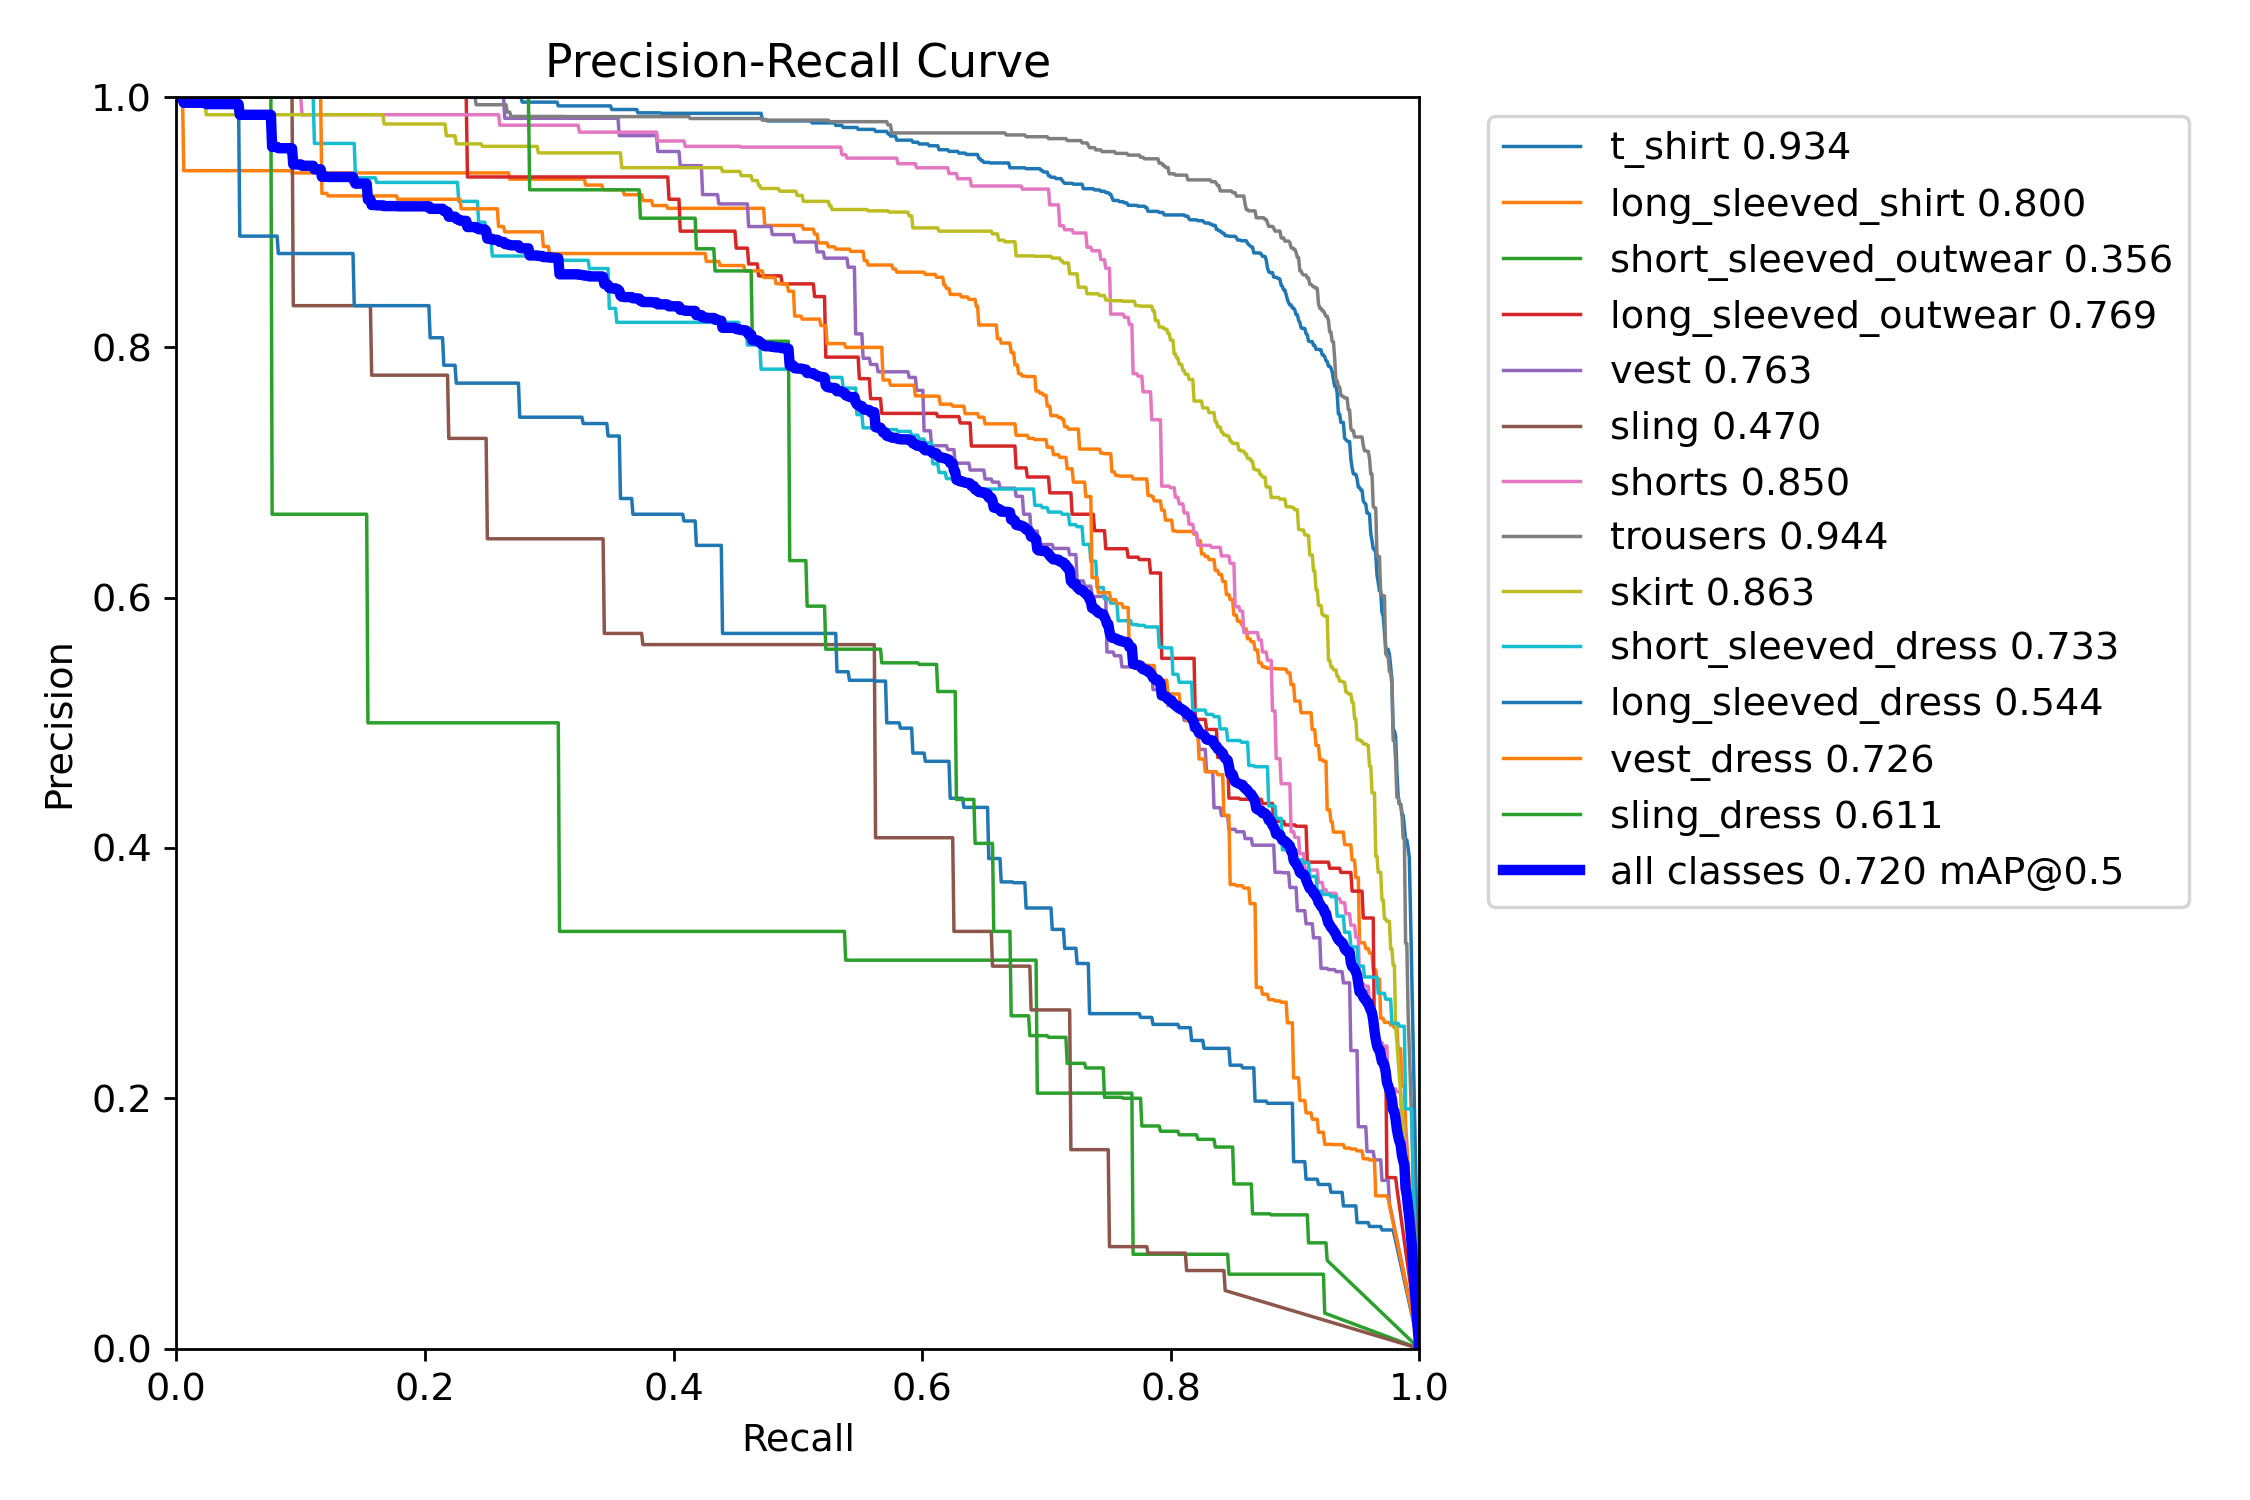 Precision-Recall Curve
1.0
0.8
0.6
0.4
0.2
0.0
Precision
0.0 0.2 0.4 0.6 0.8 1.0
Recall
t_shirt 0.934
long_sleeved_shirt 0.800
short_sleeved_outwear 0.356
long_sleeved_outwear 0.769
vest 0.763
sling 0.470
shorts 0.850
trousers 0.944
skirt 0.863
short_sleeved_dress 0.733
long_sleeved_dress 0.544
vest_dress 0.726
sling_dress 0.611
all classes 0.720 mAP@0.5